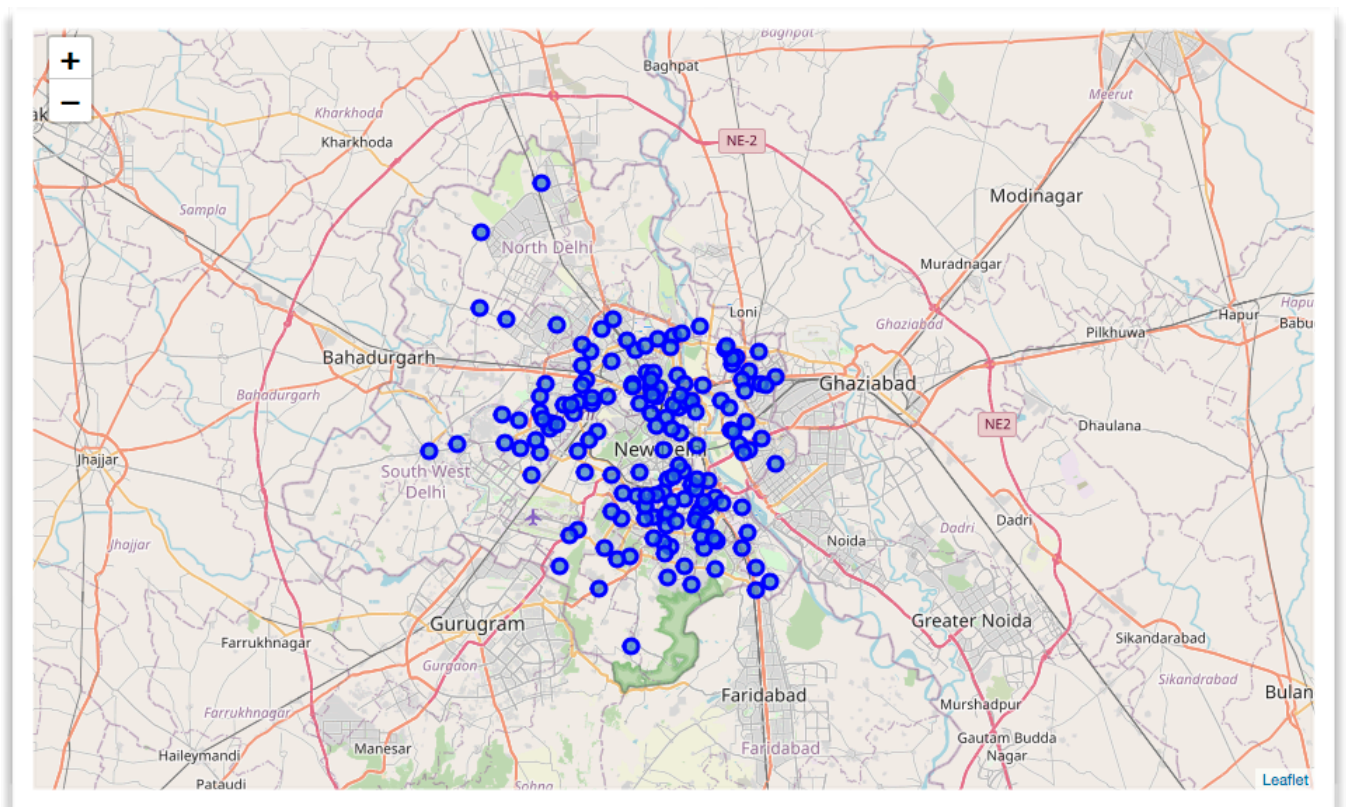 +
−
ak
Baghpat
Baghpat
Kharkhoda
Kharkhoda
Meerut
NE-2
Sampla
Modinagar
North Delhi
Muradnagar
Hapu
Loni
Hapur
Babu
Ghaziabad
Pilkhuwa
Bahadurgarh
Ghaziabad
Bahadurgarh
NE2
Dhaulana
New Delhi
Jhajjar
South West
Delhi
Jhajjar
Dadri
Dadri
Noida
Gurugram
Greater Noida
Farrukhnagar
Sikandarabad
Gurgaon
Sikandrabad
Faridabad
Bulan
Farrukhnagar
Murshadpur
Faridabad
Gautam Budda
Nagar
Haileymandi
Manesar
Pataudi
Sohna
Leaflet